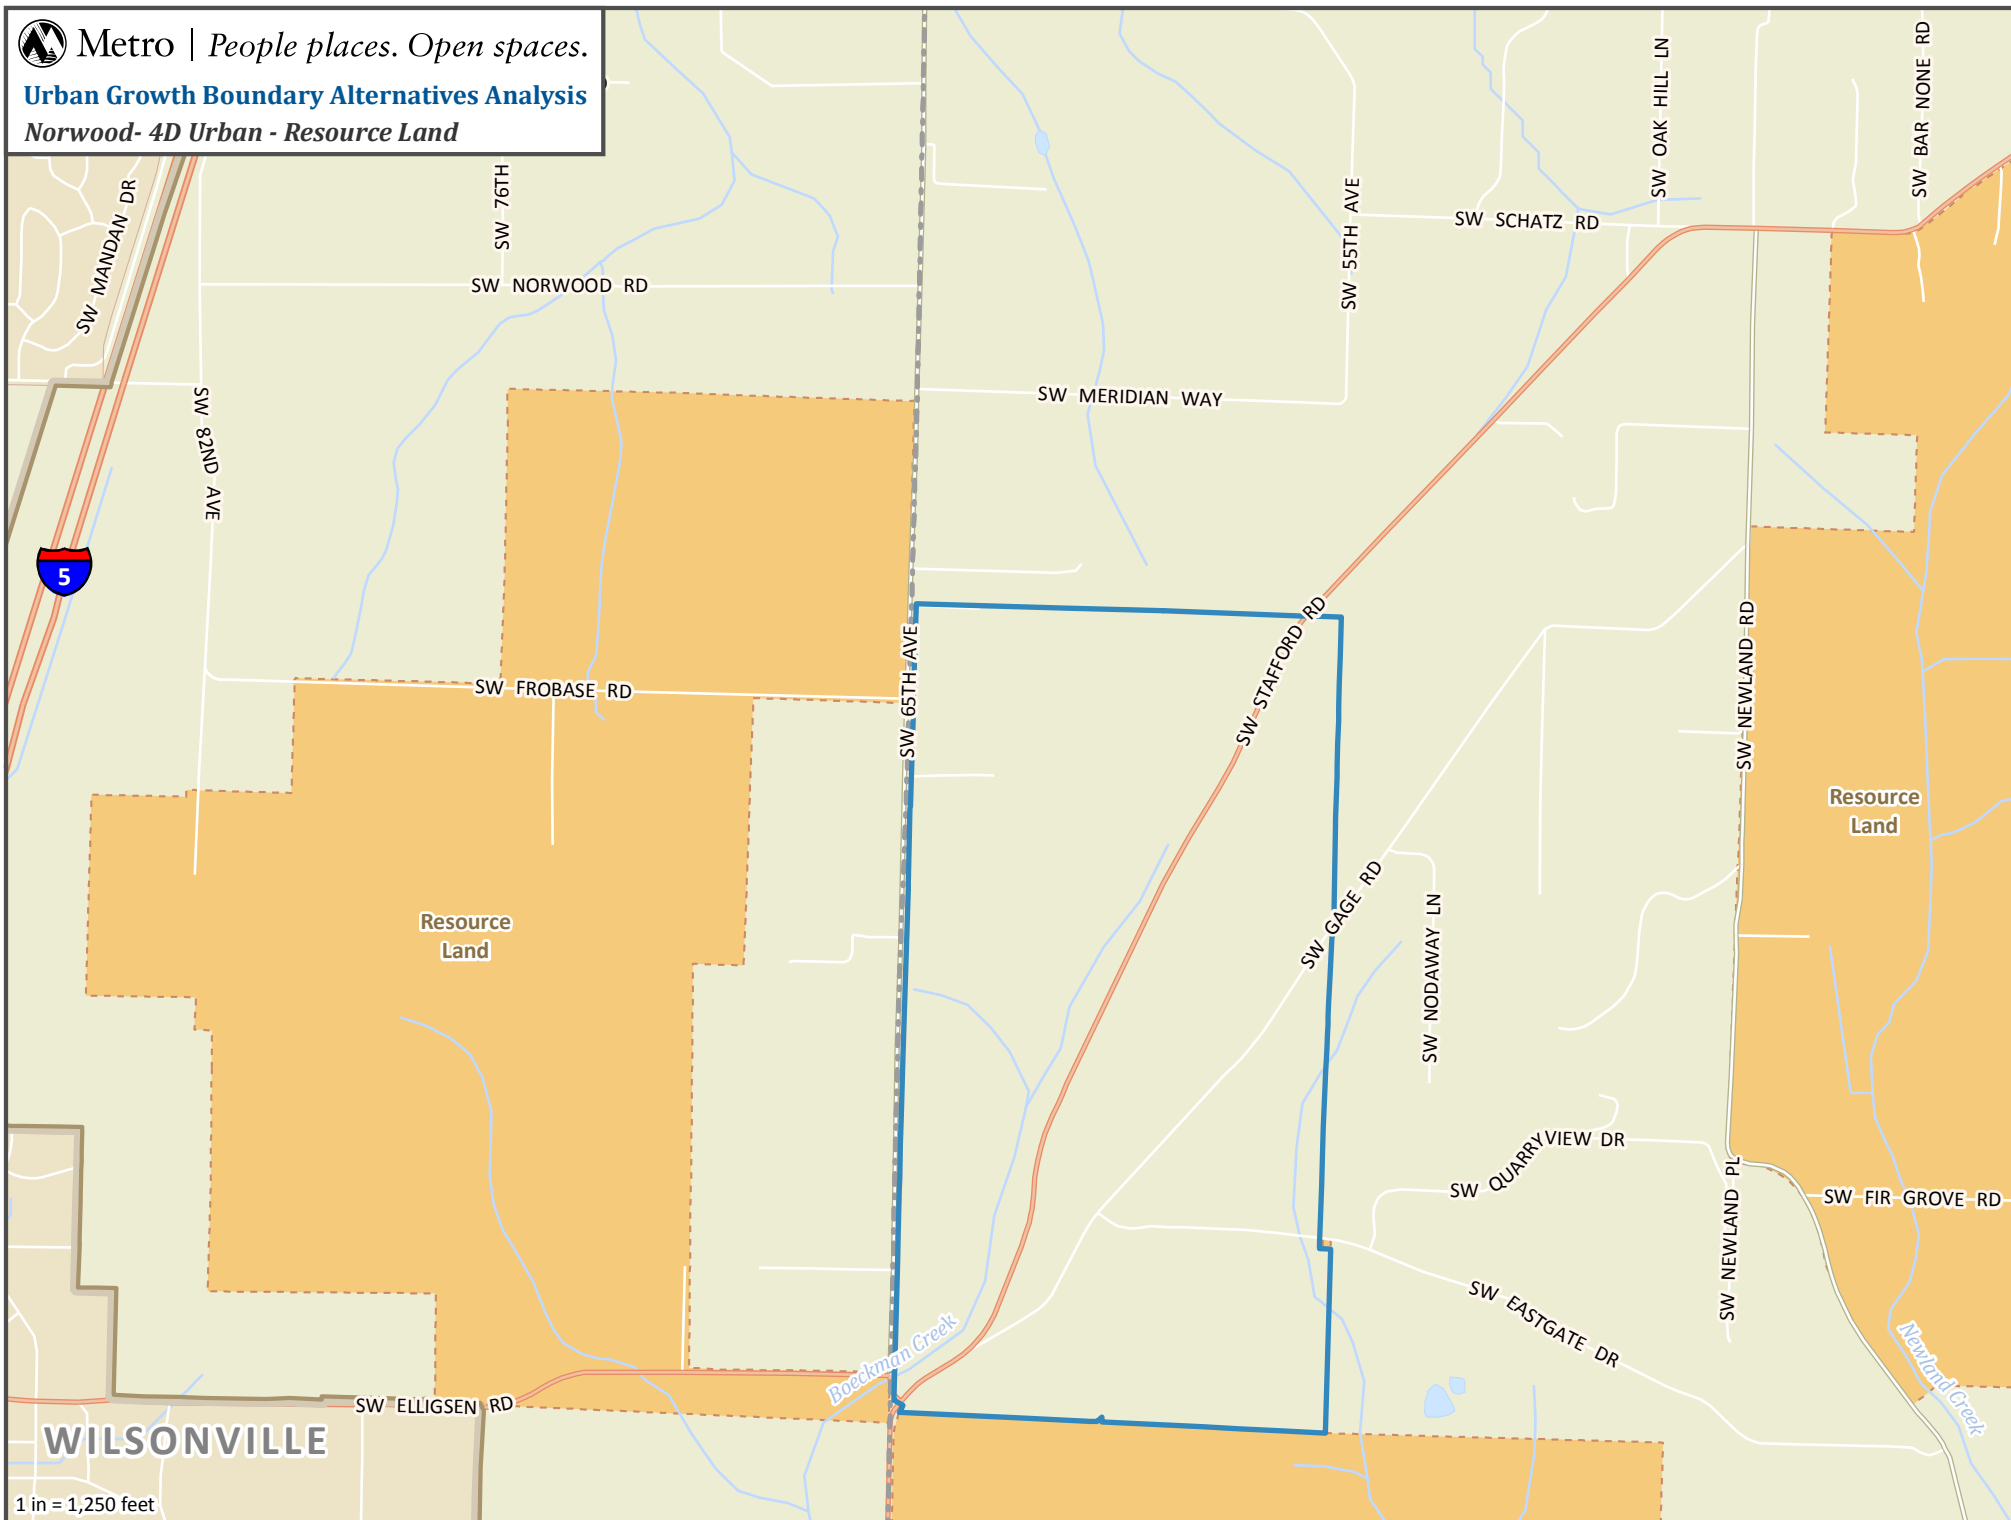 Metro | People places. Open spaces.
Urban Growth Boundary Alternatives Analysis
Norwood- 4D Urban - Resource Land
SW MANDAN DR
SW 76TH
SW NORWOOD RD
SW 82ND AVE
5
SW OAK HILL LN
SW BAR NONE RD
SW 55TH AVE
SW SCHATZ RD
SW MERIDIAN WAY
SW FROBASE RD
SW 65TH AVE
SW STAFFORD RD
SW NEWLAND RD
Resource
Land
Resource
Land
SW GAGE RD
SW NODAWAY LN
SW QUARRYVIEW DR
SW NEWLAND PL
SW FIR GROVE RD
SW EASTGATE DR
Newland Creek
Boeckman Creek
SW ELLIGSEN RD
WILSONVILLE
1 in = 1,250 feet